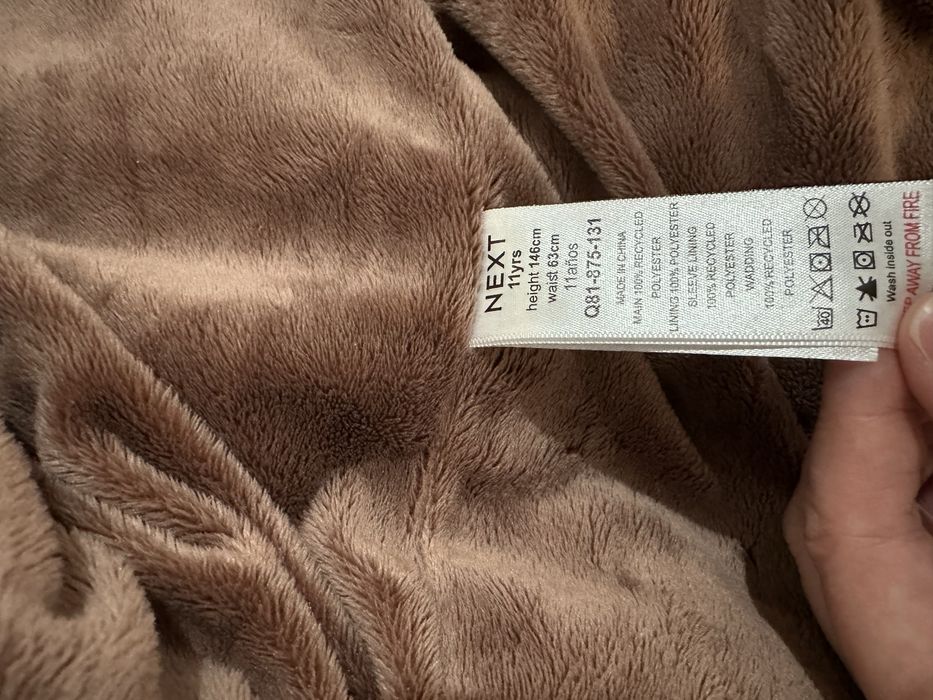 NEXT
11yrs
height 146cm
waist 63cm
11años
Q81-875-131
MADE IN CHINA
MAIN 100% RECYCLED
POLYESTER
LINING 100% POLYESTER
SLEEVE LINING
100% RECYCLED
POLYESTER
WADDING
100% RECYCLED
POLYESTER
40
Wash inside out
AWAY FROM FIRE